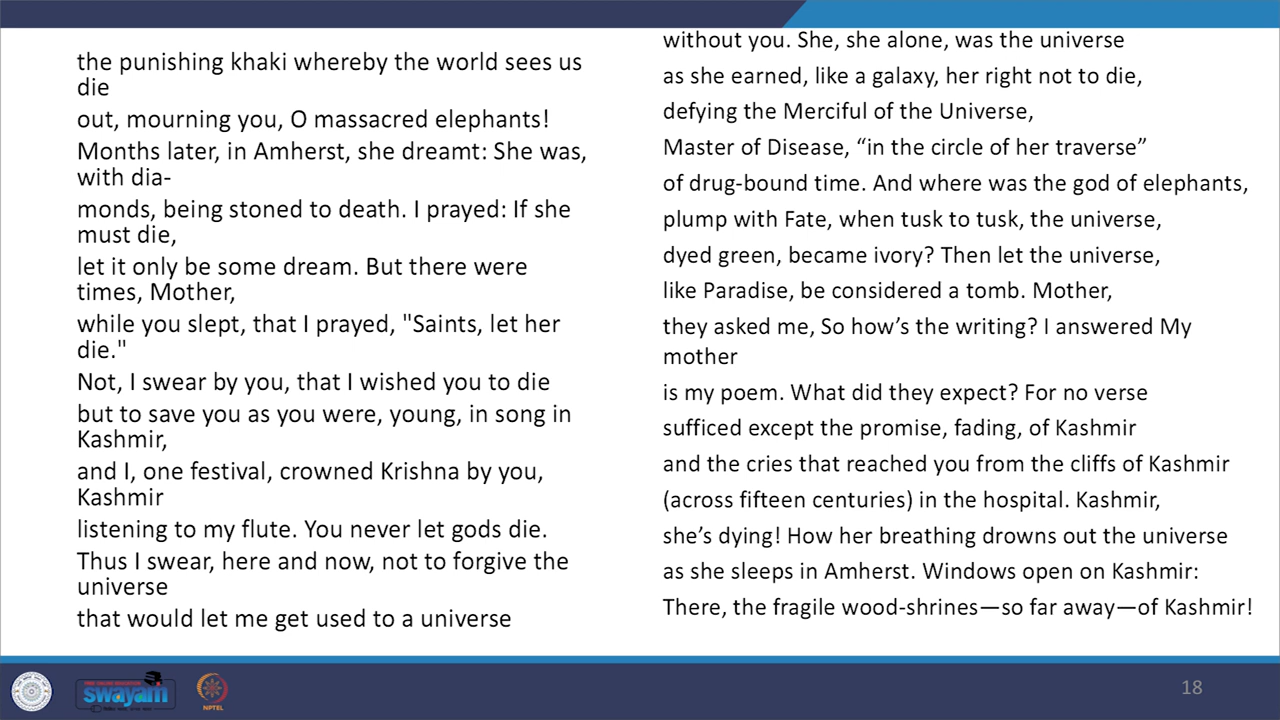 the punishing khaki whereby the world sees us
die
out, mourning you, O massacred elephants!
Months later, in Amherst, she dreamt: She was,
with dia-
monds, being stoned to death. I prayed: If she
must die,
let it only be some dream. But there were
times, Mother,
while you slept, that I prayed, "Saints, let her
die."
Not, I swear by you, that I wished you to die
but to save you as you were, young, in song in
Kashmir,
and I, one festival, crowned Krishna by you,
Kashmir
listening to my flute. You never let gods die.
Thus I swear, here and now, not to forgive the
universe
that would let me get used to a universe
without you. She, she alone, was the universe
as she earned, like a galaxy, her right not to die,
defying the Merciful of the Universe,
Master of Disease, “in the circle of her traverse”
of drug-bound time. And where was the god of elephants,
plump with Fate, when tusk to tusk, the universe,
dyed green, became ivory? Then let the universe,
like Paradise, be considered a tomb. Mother,
they asked me, So how’s the writing? I answered My
mother
is my poem. What did they expect? For no verse
sufficed except the promise, fading, of Kashmir
and the cries that reached you from the cliffs of Kashmir
(across fifteen centuries) in the hospital. Kashmir,
she’s dying! How her breathing drowns out the universe
as she sleeps in Amherst. Windows open on Kashmir:
There, the fragile wood-shrines—so far away—of Kashmir!
swayam
NPTEL
18